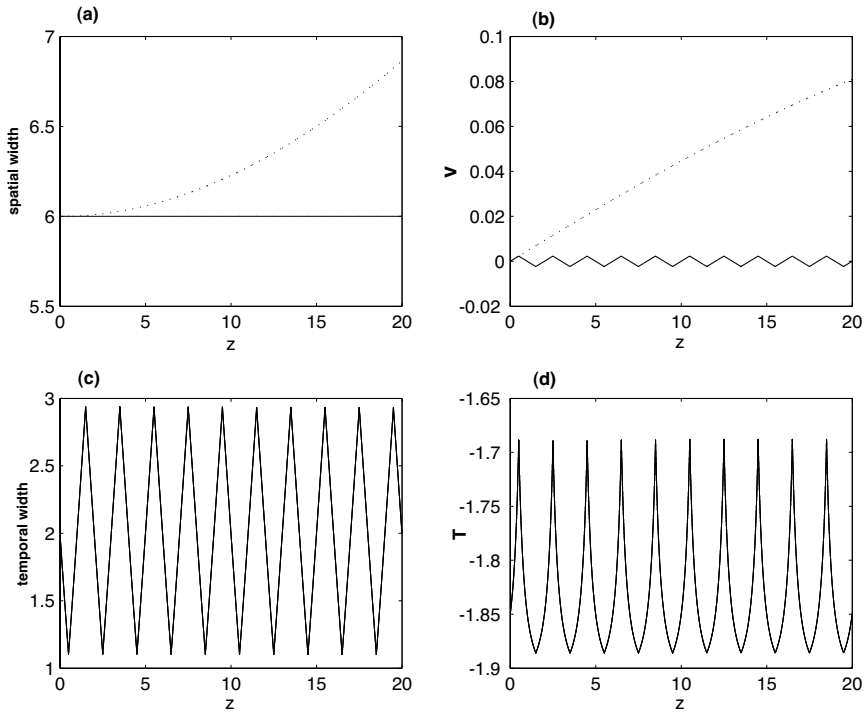 (a)
7
6.5
6
5.5
spatial width
0 5 10 15 20
z
(b)
0.1
0.08
0.06
0.04
0.02
0
-0.02
V
0 5 10 15 20
z
(c)
3
2.5
2
1.5
1
temporal width
0 5 10 15 20
z
(d)
-1.65
-1.7
-1.75
-1.8
-1.85
-1.9
T
0 5 10 15 20
z